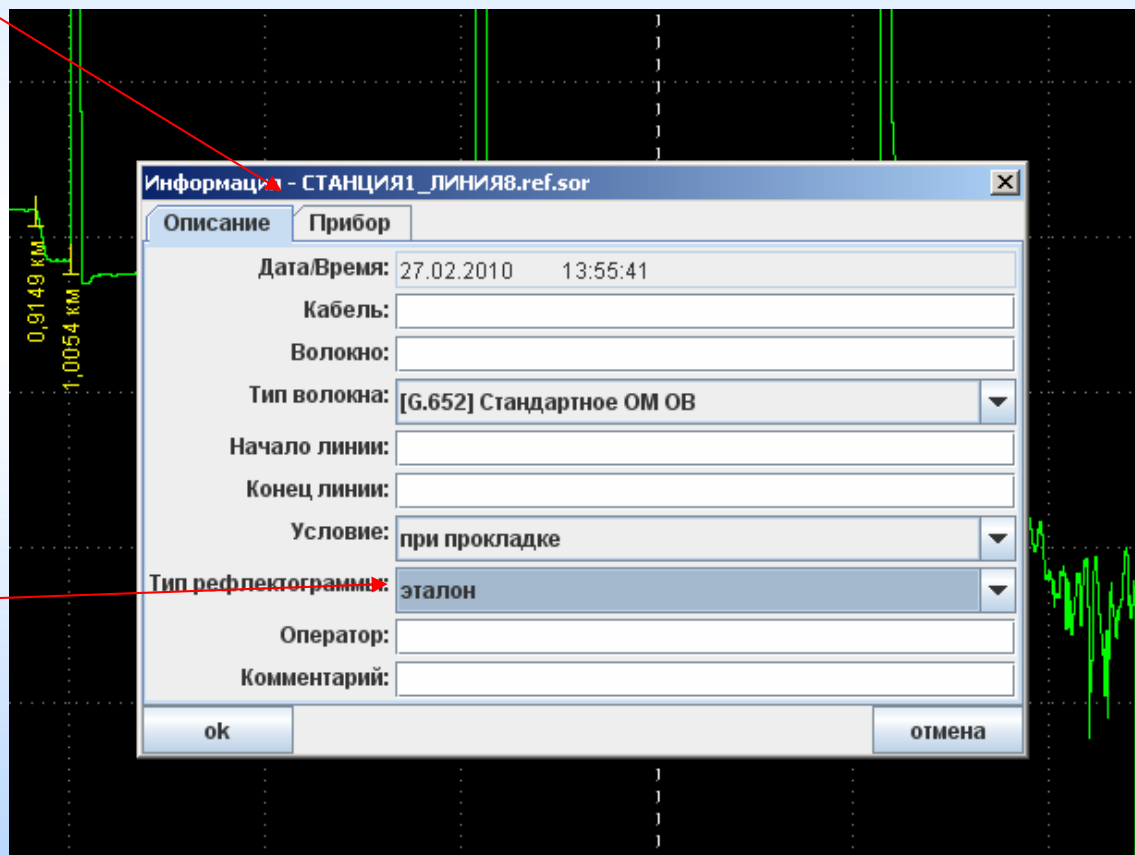 Информация - СТАНЦИЯ1_ЛИНИЯ8.ref.sor
Описание Прибор
Дата/Время: 27.02.2010 13:55:41
Кабель:
Волокно:
Тип волокна: [G.652] Стандартное ОМ ОВ
Начало линии:
Конец линии:
Условие: при прокладке
Тип рефлектограммы: эталон
Оператор:
Комментарий:
ok отмена
0,9149 км
1,0054 км